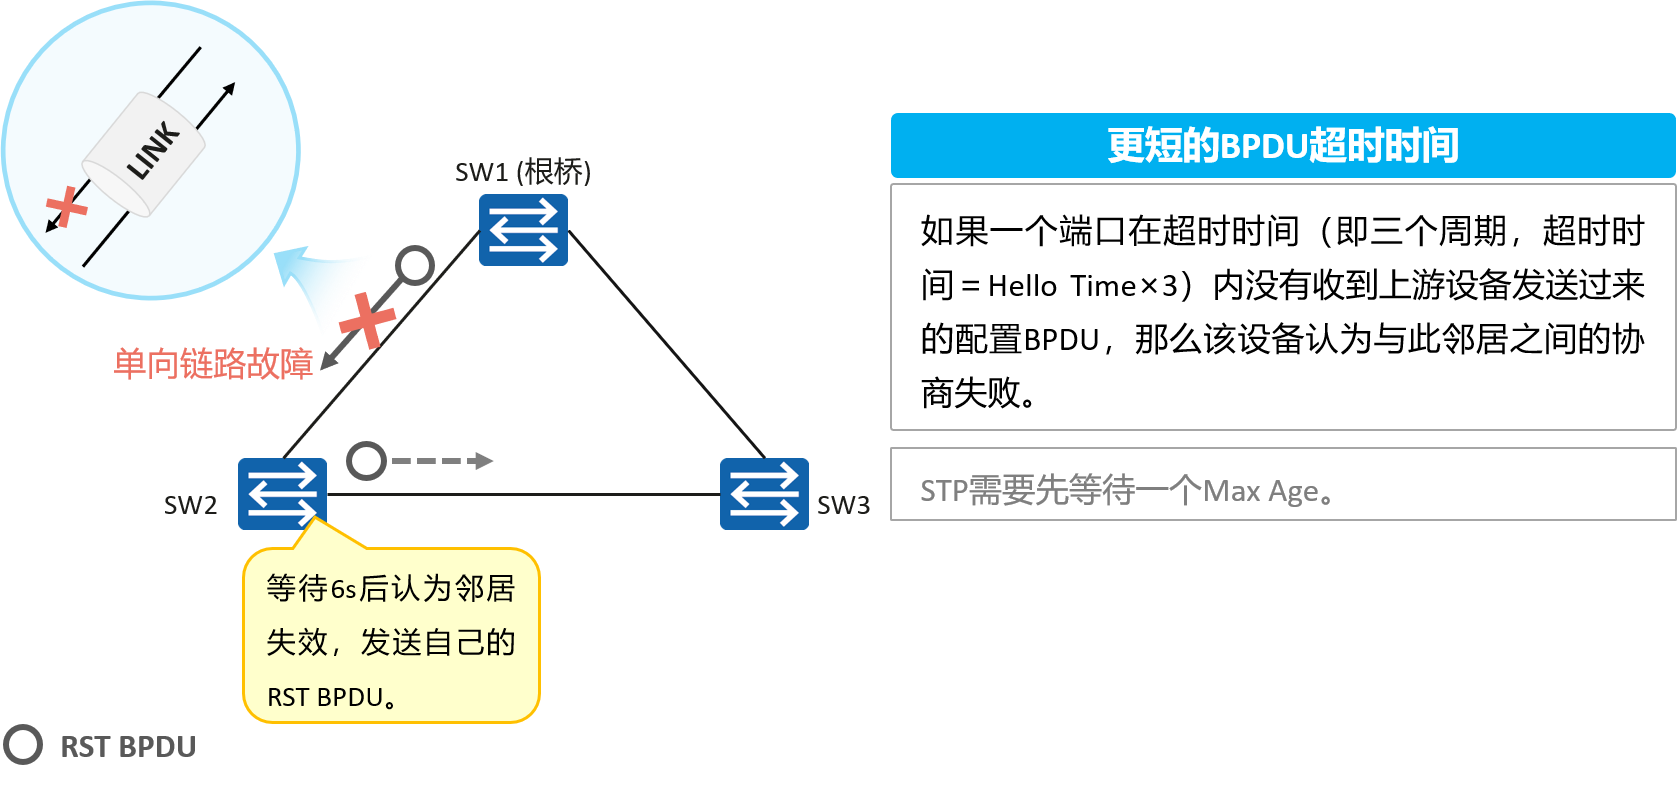 LINK
SW1 (根桥)
单向链路故障
SW2
SW3
等待6s后认为邻居
失效，发送自己的
RST BPDU。
RST BPDU
更短的BPDU超时时间
如果一个端口在超时时间（即三个周期，超时时
间＝Hello Time×3）内没有收到上游设备发送过来
的配置BPDU，那么该设备认为与此邻居之间的协
商失败。
STP需要先等待一个Max Age。